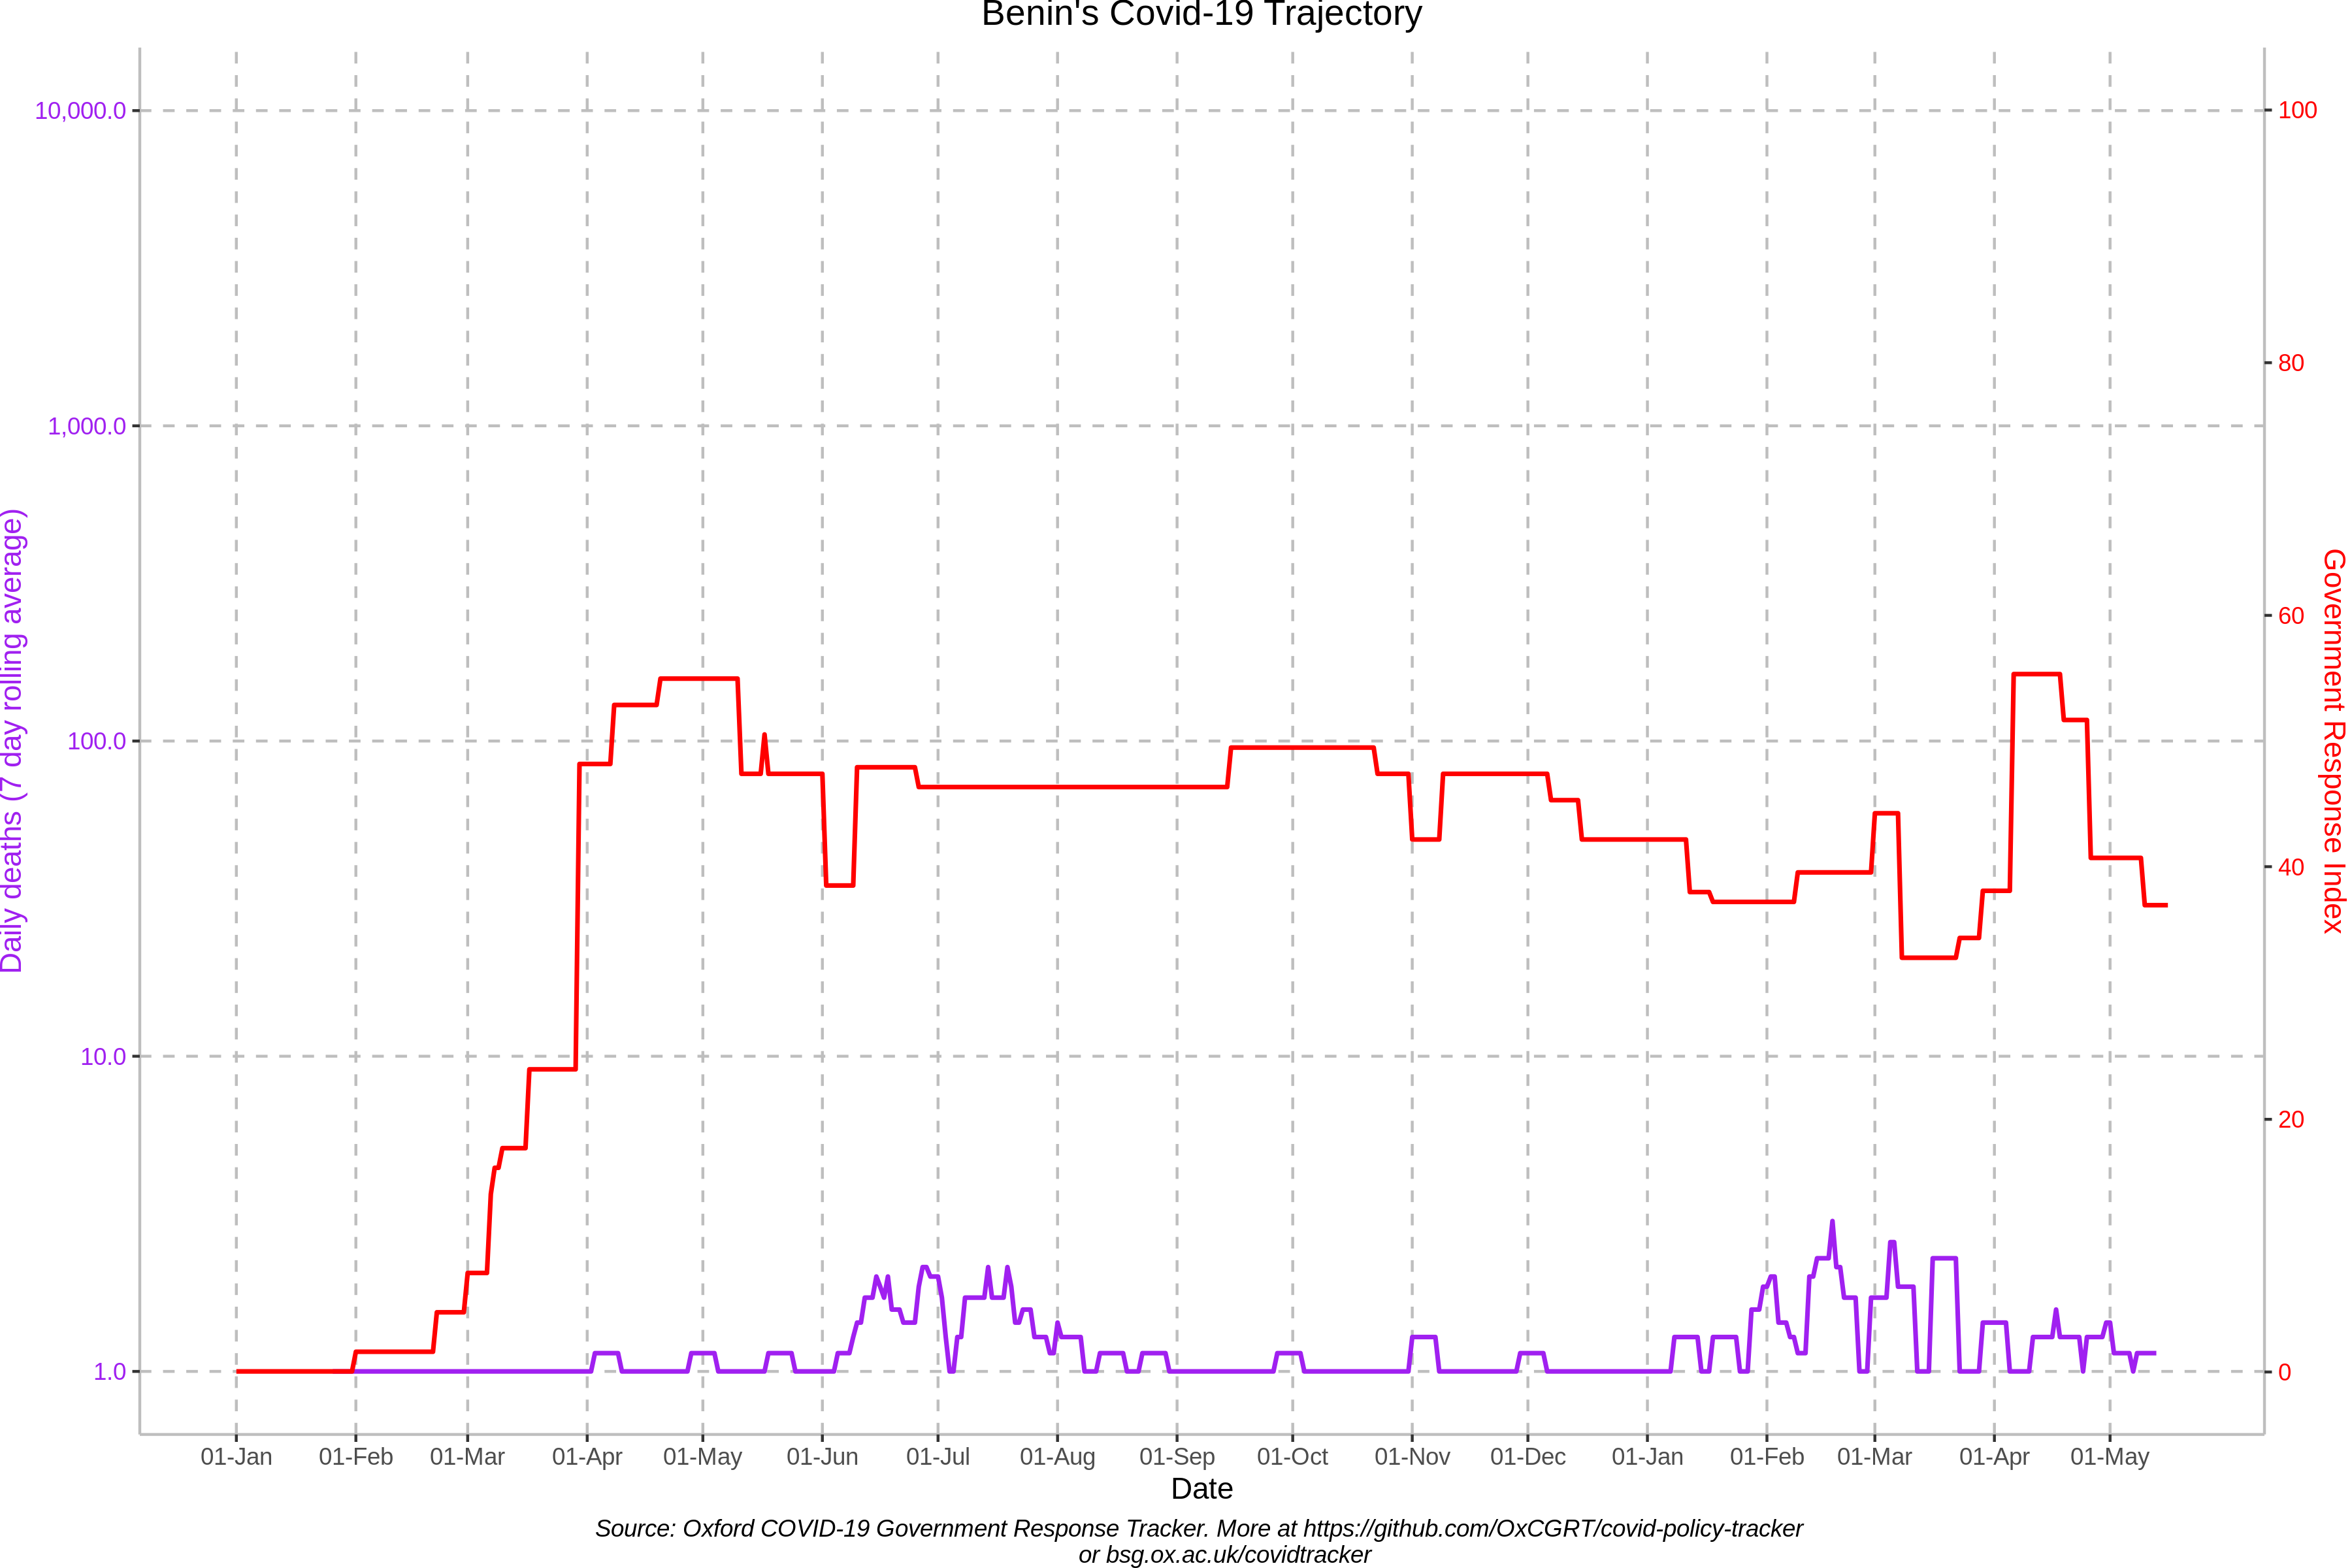 Benin's Covid-19 Trajectory
10,000.0
1,000.0
100.0
10.0
1.0
Daily deaths (7 day rolling average)
100
80
60
40
20
0
Government Response Index
01-Jan 01-Feb 01-Mar 01-Apr 01-May 01-Jun 01-Jul 01-Aug 01-Sep 01-Oct 01-Nov 01-Dec 01-Jan 01-Feb 01-Mar 01-Apr 01-May
Date
Source: Oxford COVID-19 Government Response Tracker. More at https://github.com/OxCGRT/covid-policy-tracker
or bsg.ox.ac.uk/covidtracker